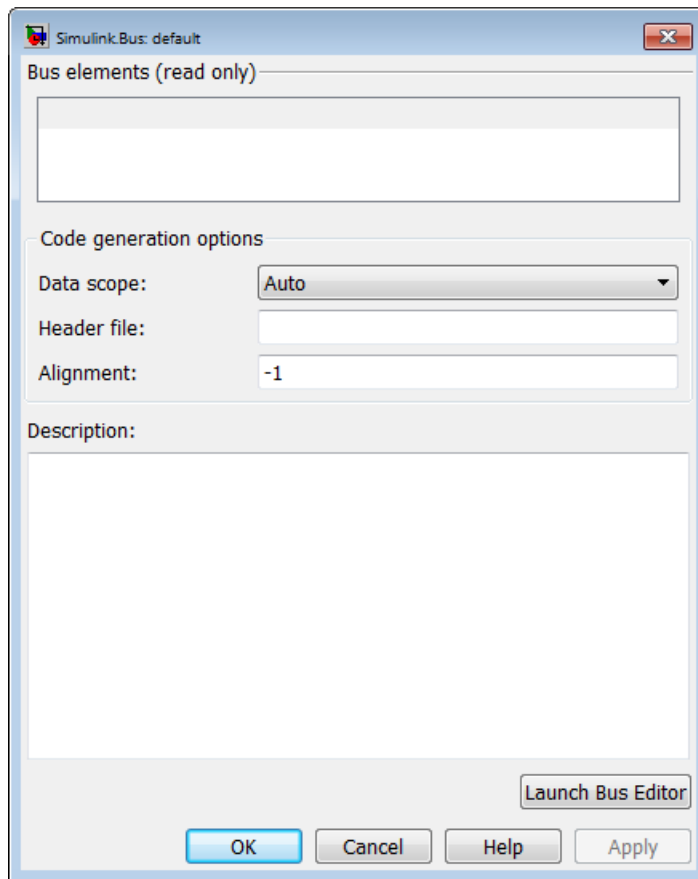 Simulink.Bus: default
Bus elements (read only)
Code generation options
Data scope: Auto
Header file:
Alignment: -1
Description:
Launch Bus Editor
OK Cancel Help Apply